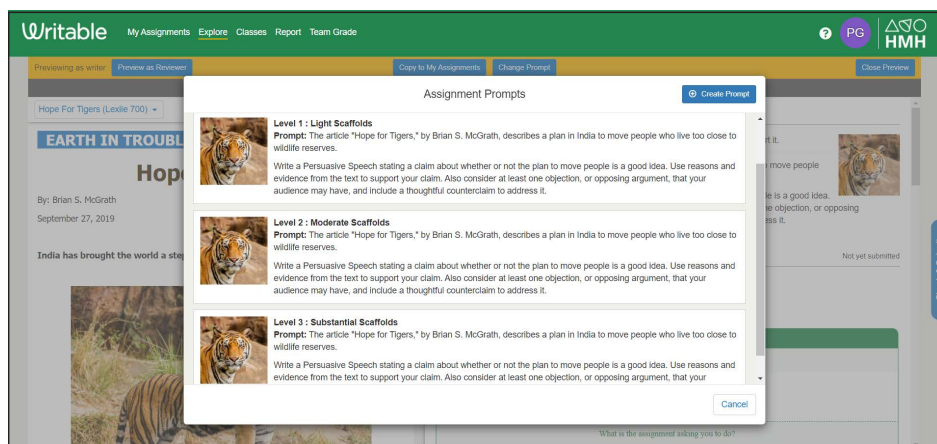 Writable
My Assignments Explore Classes Report Team Grade
? PG HMH
Previewing as writer Preview as Reviewer Copy to My Assignments Change Prompt Close Preview
Assignment Prompts
Create Prompt
Hope For Tigers (Lexile 700)
EARTH IN TROUBL
Hope
By: Brian S. McGrath
September 27, 2019
India has brought the world a step
Level 1 : Light Scaffolds
Prompt: The article "Hope for Tigers," by Brian S. McGrath, describes a plan in India to move people who live too close to
wildlife reserves.
Write a Persuasive Speech stating a claim about whether or not the plan to move people is a good idea. Use reasons and
evidence from the text to support your claim. Also consider at least one objection, or opposing argument, that your
audience may have, and include a thoughtful counterclaim to address it.
Level 2 : Moderate Scaffolds
Prompt: The article "Hope for Tigers," by Brian S. McGrath, describes a plan in India to move people who live too close to
wildlife reserves.
Write a Persuasive Speech stating a claim about whether or not the plan to move people is a good idea. Use reasons and
evidence from the text to support your claim. Also consider at least one objection, or opposing argument, that your
audience may have, and include a thoughtful counterclaim to address it.
Level 3 : Substantial Scaffolds
Prompt: The article "Hope for Tigers," by Brian S. McGrath, describes a plan in India to move people who live too close to
wildlife reserves.
Write a Persuasive Speech stating a claim about whether or not the plan to move people is a good idea. Use reasons and
evidence from the text to support your claim. Also consider at least one objection, or opposing argument, that your
Cancel
it.
move people
is a good idea.
objection, or opposing
ess it.
Not yet submitted
What is the assignment asking you to do?